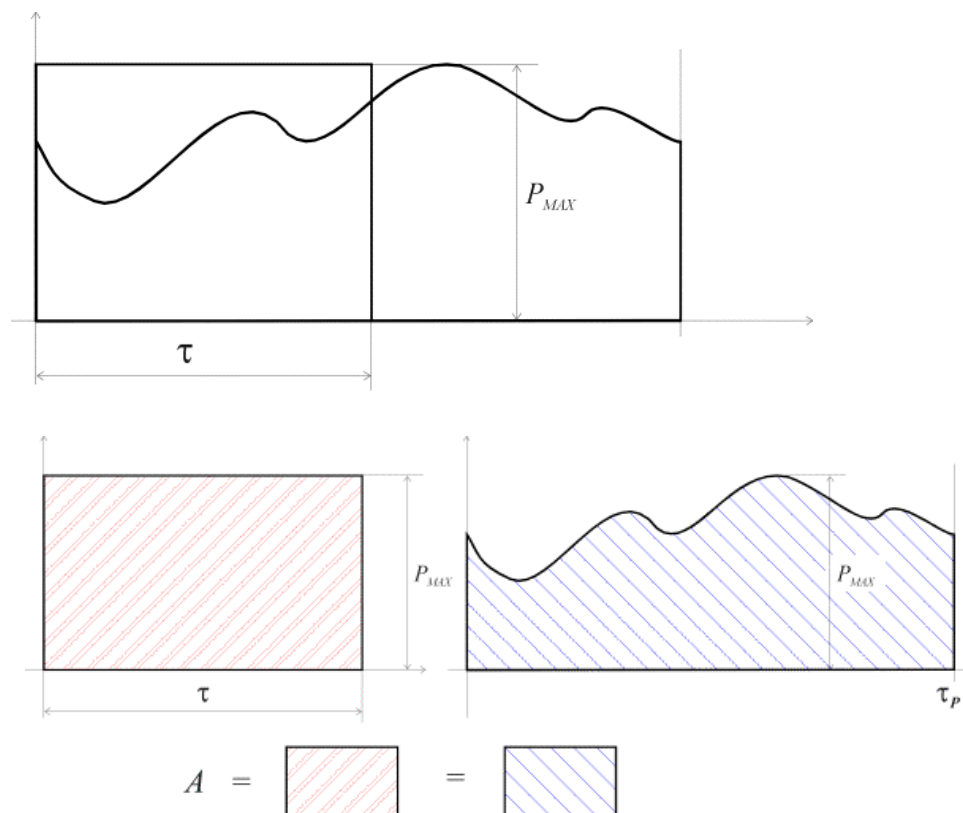 P_MAX
τ
P_MAX
P_MAX
τ
τ_P
A = =